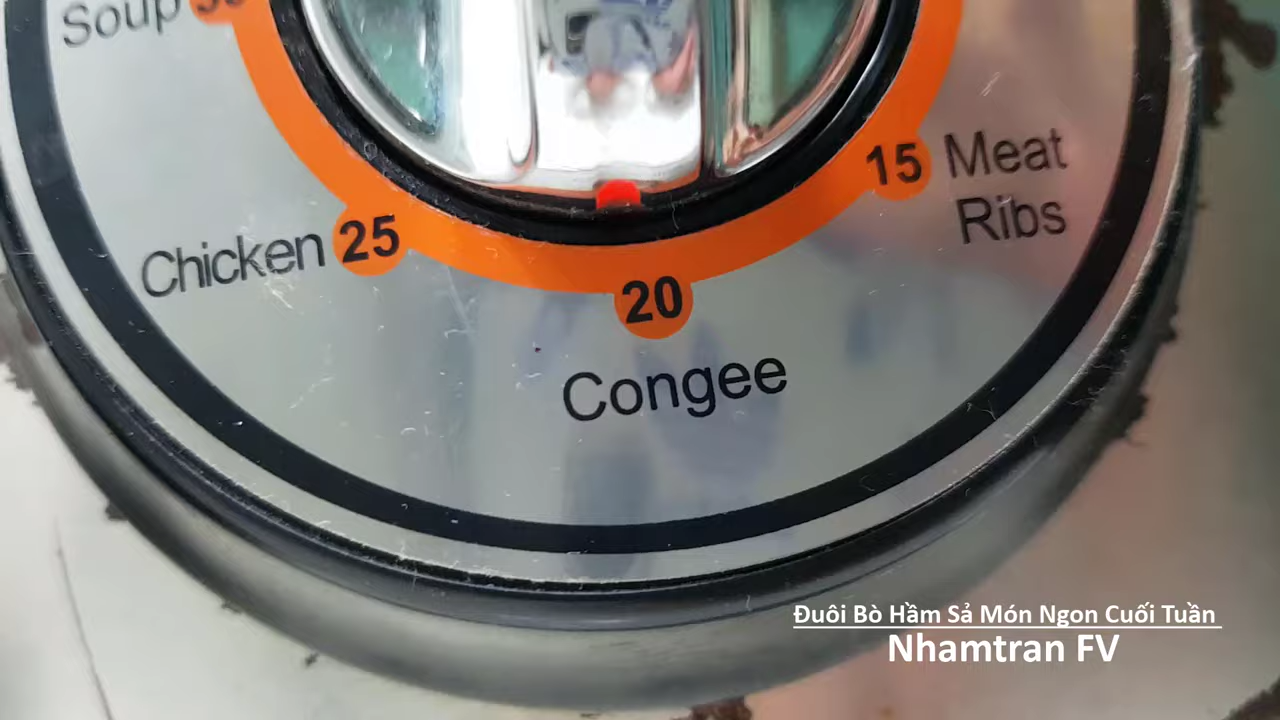 Soup
Chicken 25
20
Congee
15 Meat
Ribs
Đuôi Bò Hầm Sả Món Ngon Cuối Tuần
Nhamtran FV